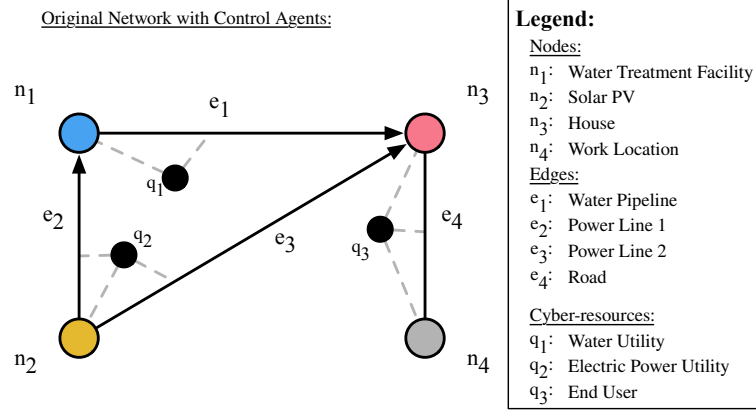 Original Network with Control Agents:
n1
e1
n3
q1
e2
q2
e3
q3
e4
n2
n4
Legend:
Nodes:
n1: Water Treatment Facility
n2: Solar PV
n3: House
n4: Work Location
Edges:
e1: Water Pipeline
e2: Power Line 1
e3: Power Line 2
e4: Road
Cyber-resources:
q1: Water Utility
q2: Electric Power Utility
q3: End User